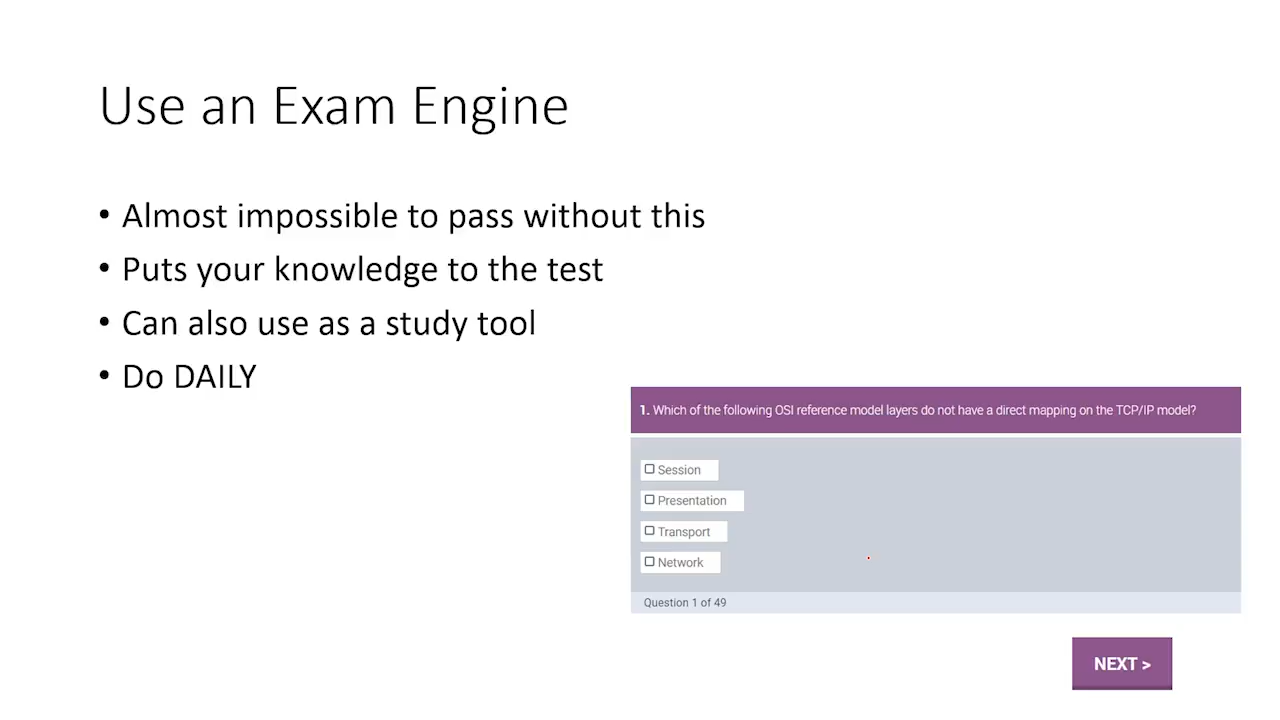 Use an Exam Engine
• Almost impossible to pass without this
• Puts your knowledge to the test
• Can also use as a study tool
• Do DAILY
1. Which of the following OSI reference model layers do not have a direct mapping on the TCP/IP model?
Session
Presentation
Transport
Network
Question 1 of 49
NEXT >